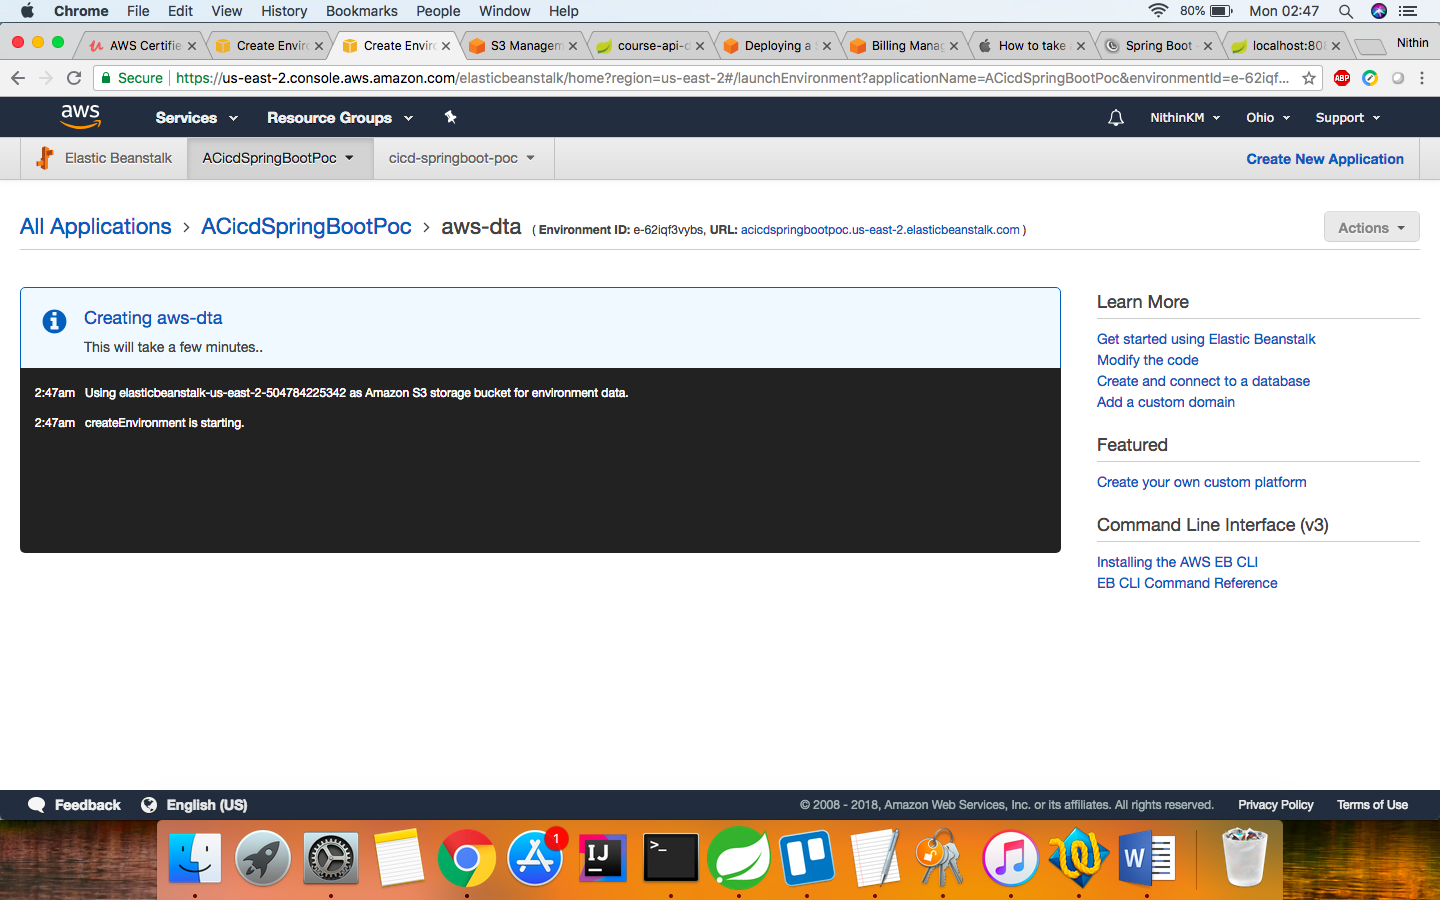 Chrome File Edit View History Bookmarks People Window Help 80% Mon 02:47
AWS Certifie Create Enviro Create Enviro S3 Managem course-api-d Deploying a S Billing Manag How to take Spring Boot localhost:808 Nithin
Secure https://us-east-2.console.aws.amazon.com/elasticbeanstalk/home?region=us-east-2#/launchEnvironment?applicationName=ACicdSpringBootPoc&environmentId=e-62iqf... ABP
aws Services Resource Groups NithinKM Ohio Support
Elastic Beanstalk ACicdSpringBootPoc cicd-springboot-poc Create New Application
All Applications › ACicdSpringBootPoc › aws-dta ( Environment ID: e-62iqf3vybs, URL: acicdspringbootpoc.us-east-2.elasticbeanstalk.com ) Actions
Creating aws-dta
This will take a few minutes..
2:47am Using elasticbeanstalk-us-east-2-504784225342 as Amazon S3 storage bucket for environment data.
2:47am createEnvironment is starting.
Learn More
Get started using Elastic Beanstalk
Modify the code
Create and connect to a database
Add a custom domain
Featured
Create your own custom platform
Command Line Interface (v3)
Installing the AWS EB CLI
EB CLI Command Reference
Feedback English (US) © 2008 - 2018, Amazon Web Services, Inc. or its affiliates. All rights reserved. Privacy Policy Terms of Use
1
IJ >_ W